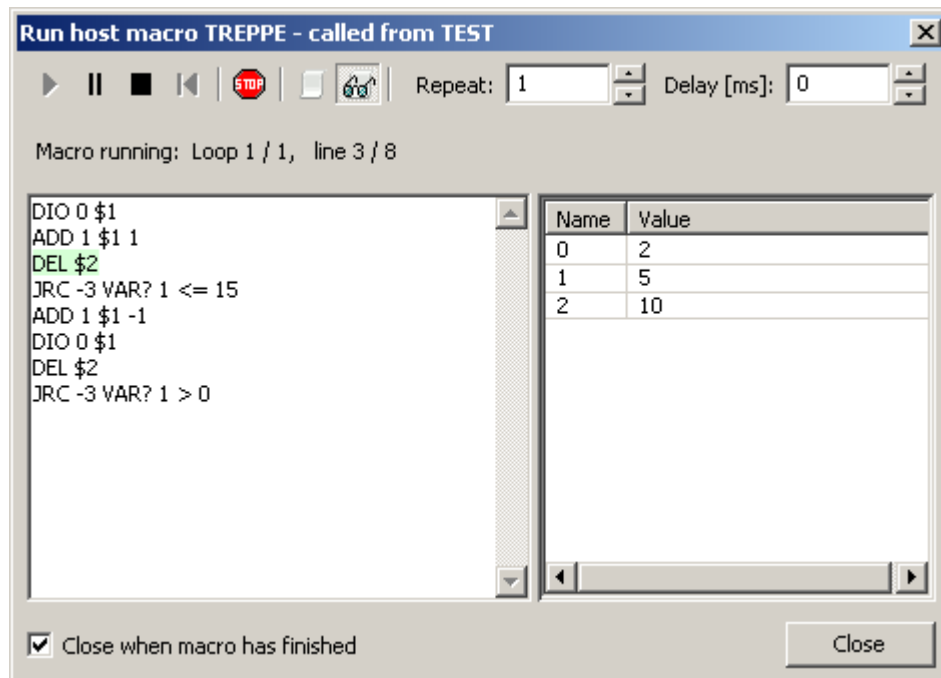 Run host macro TREPPE - called from TEST
STOP Repeat: 1 Delay [ms]: 0
Macro running: Loop 1 / 1, line 3 / 8
DIO 0 $1
ADD 1 $1 1
DEL $2
JRC -3 VAR? 1 <= 15
ADD 1 $1 -1
DIO 0 $1
DEL $2
JRC -3 VAR? 1 > 0
Name Value
0 2
1 5
2 10
Close when macro has finished
Close